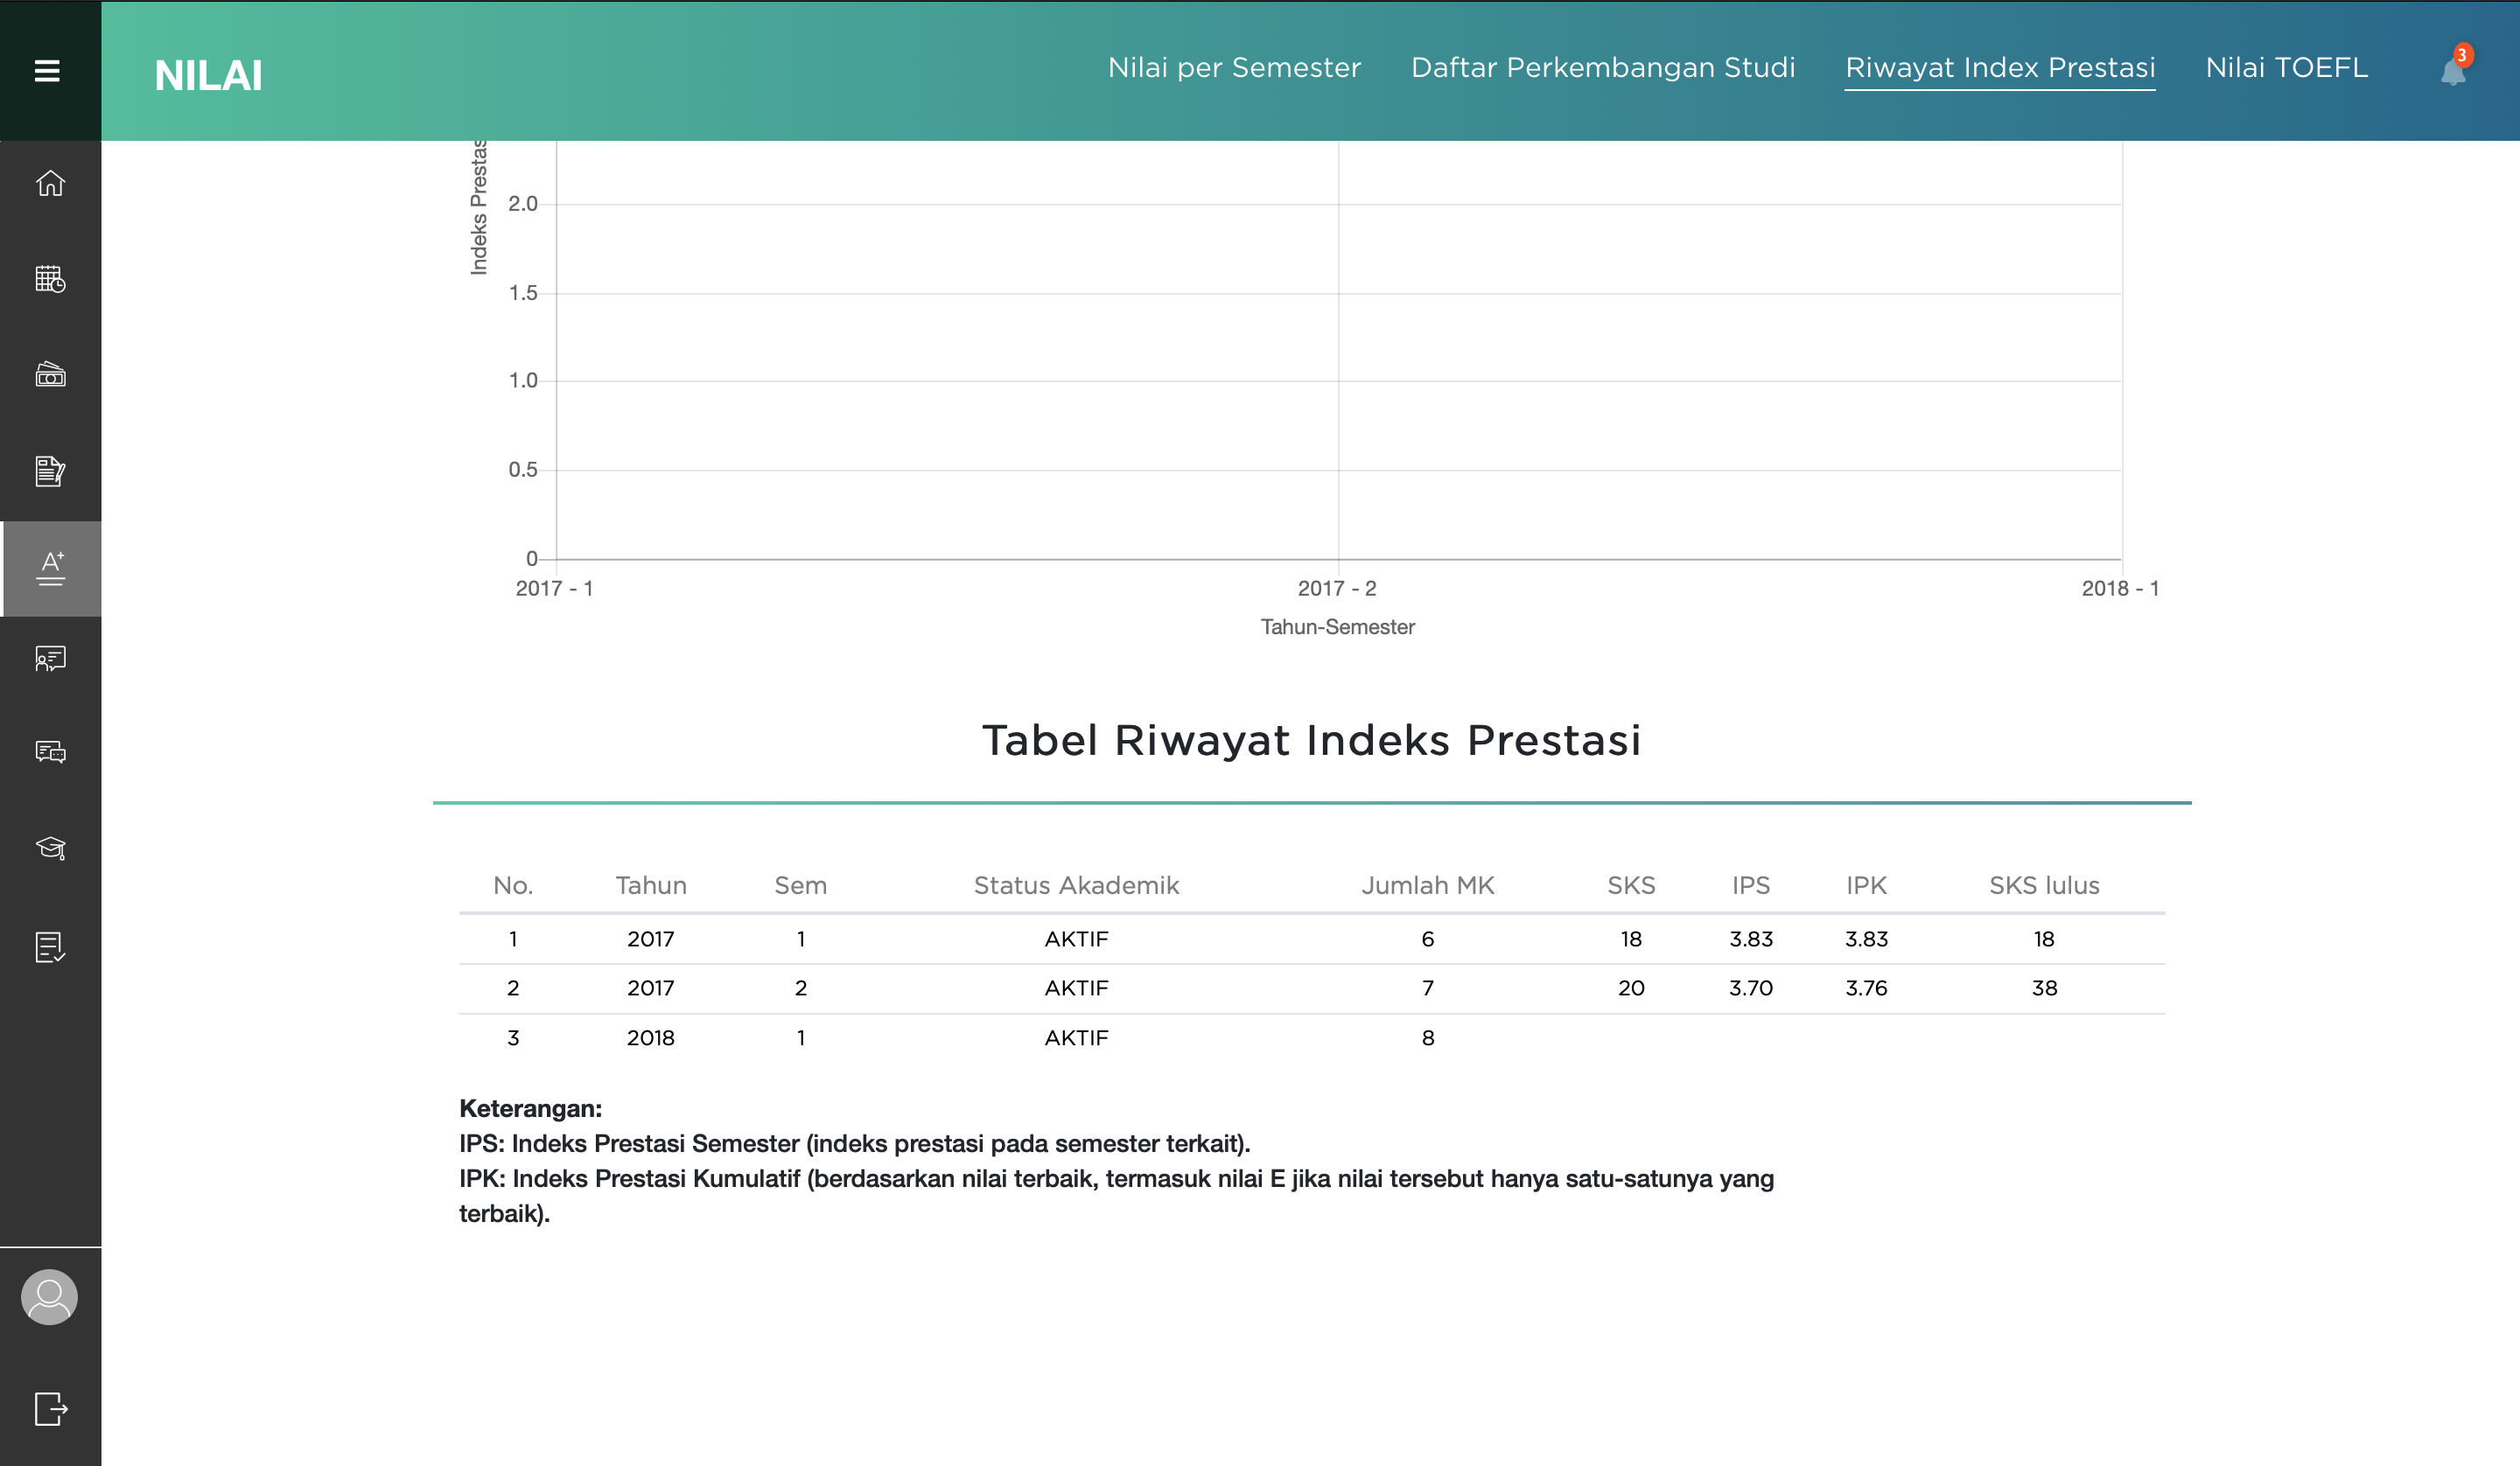 NILAI
Nilai per Semester
Daftar Perkembangan Studi
Riwayat Index Prestasi
Nilai TOEFL
3
A+
Indeks Prestas
2.0
1.5
1.0
0.5
0
2017 - 1
2017 - 2
2018 - 1
Tahun-Semester
Tabel Riwayat Indeks Prestasi
No. Tahun Sem Status Akademik Jumlah MK SKS IPS IPK SKS lulus
1 2017 1 AKTIF 6 18 3.83 3.83 18
2 2017 2 AKTIF 7 20 3.70 3.76 38
3 2018 1 AKTIF 8
Keterangan:
IPS: Indeks Prestasi Semester (indeks prestasi pada semester terkait).
IPK: Indeks Prestasi Kumulatif (berdasarkan nilai terbaik, termasuk nilai E jika nilai tersebut hanya satu-satunya yang
terbaik).